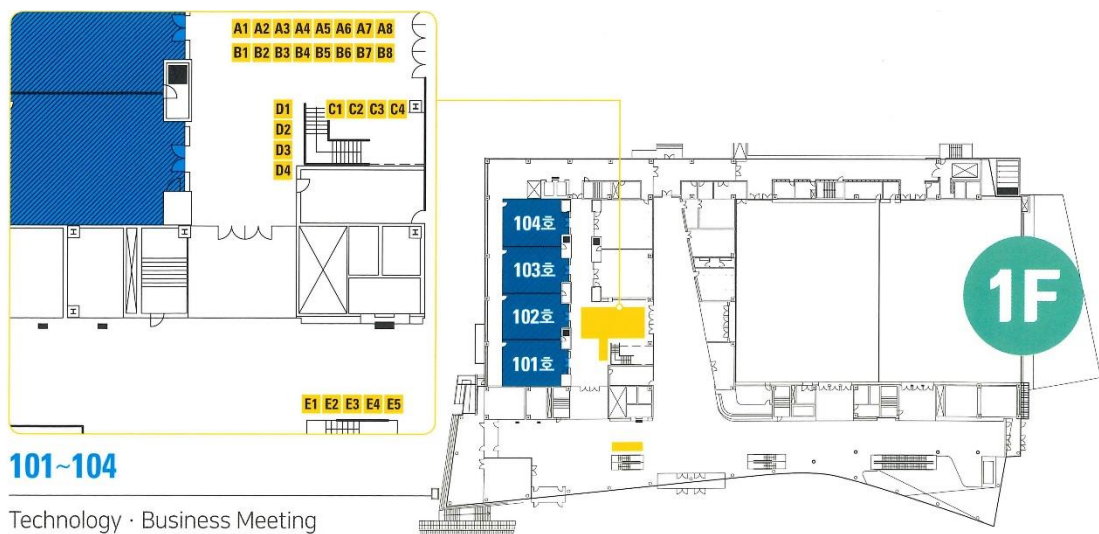 A1 A2 A3 A4 A5 A6 A7 A8
B1 B2 B3 B4 B5 B6 B7 B8
D1
C1 C2 C3 C4
H
D2
D3
D4
H
H
H
H
E1 E2 E3 E4 E5
104호
103호
102호
101호
1F
101~104
Technology · Business Meeting